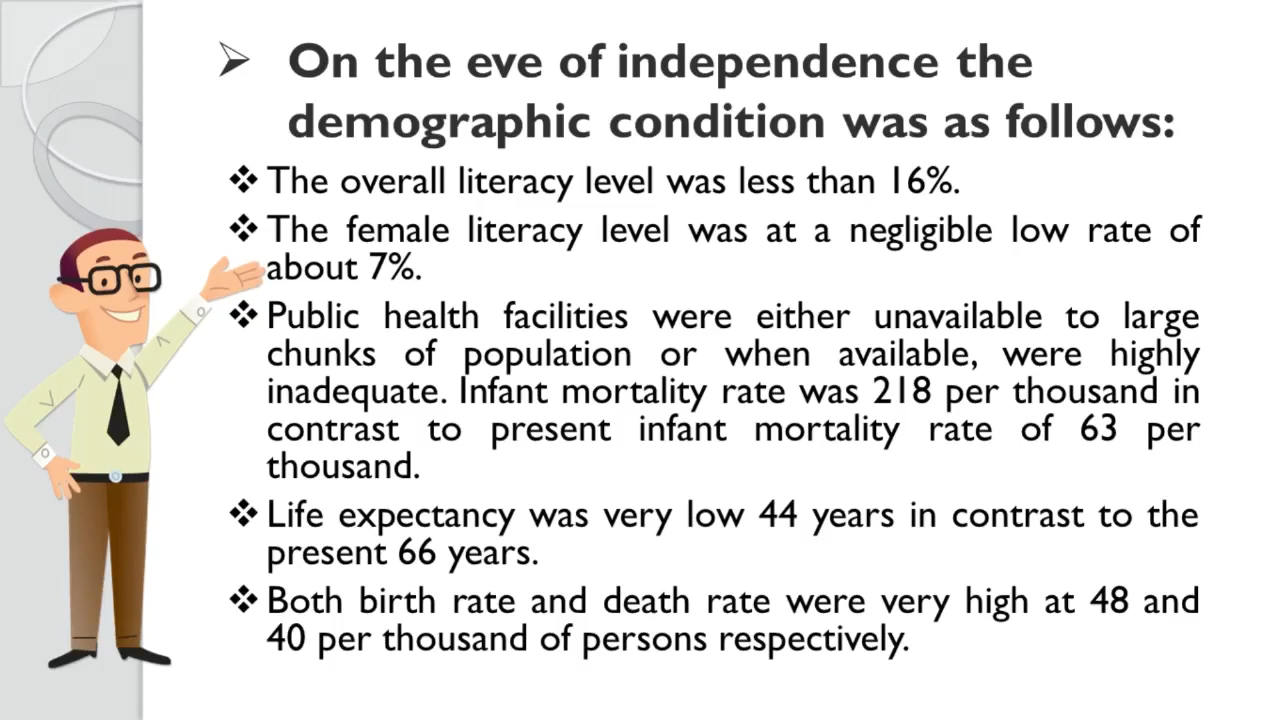 ➢ On the eve of independence the
demographic condition was as follows:
❖ The overall literacy level was less than 16%.
❖ The female literacy level was at a negligible low rate of
about 7%.
❖ Public health facilities were either unavailable to large
chunks of population or when available, were highly
inadequate. Infant mortality rate was 218 per thousand in
contrast to present infant mortality rate of 63 per
thousand.
❖ Life expectancy was very low 44 years in contrast to the
present 66 years.
❖ Both birth rate and death rate were very high at 48 and
40 per thousand of persons respectively.